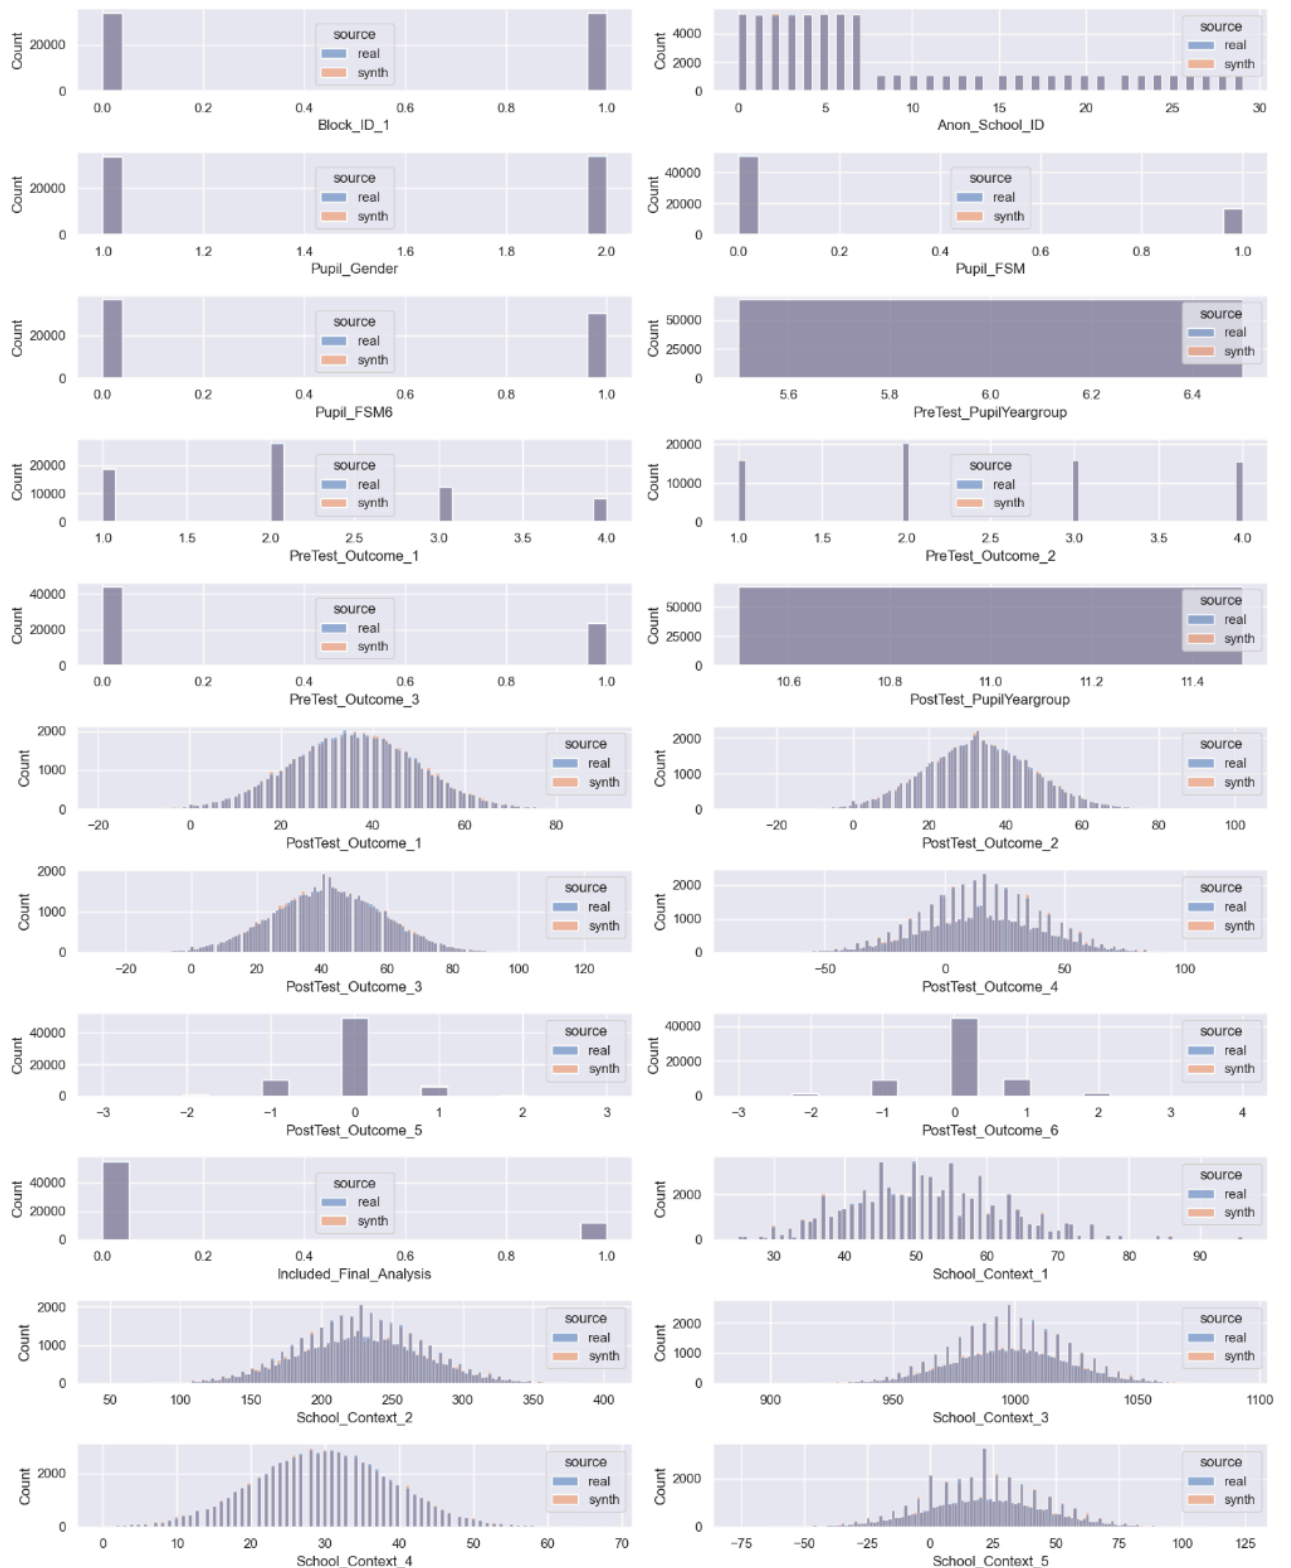 Count
20000
0
source
real
synth
0.0 0.2 0.4 0.6 0.8 1.0
Block_ID_1
Count
4000
2000
0
source
real
synth
0 5 10 15 20 25 30
Anon_School_ID
Count
20000
0
source
real
synth
1.0 1.2 1.4 1.6 1.8 2.0
Pupil_Gender
Count
40000
20000
0
source
real
synth
0.0 0.2 0.4 0.6 0.8 1.0
Pupil_FSM
Count
20000
0
source
real
synth
0.0 0.2 0.4 0.6 0.8 1.0
Pupil_FSM6
Count
50000
25000
0
source
real
synth
5.6 5.8 6.0 6.2 6.4
PreTest_PupilYeargroup
Count
20000
10000
0
source
real
synth
1.0 1.5 2.0 2.5 3.0 3.5 4.0
PreTest_Outcome_1
Count
20000
10000
0
source
real
synth
1.0 1.5 2.0 2.5 3.0 3.5 4.0
PreTest_Outcome_2
Count
40000
20000
0
source
real
synth
0.0 0.2 0.4 0.6 0.8 1.0
PreTest_Outcome_3
Count
50000
25000
0
source
real
synth
10.6 10.8 11.0 11.2 11.4
PostTest_PupilYeargroup
Count
2000
1000
0
source
real
synth
−20 0 20 40 60 80
PostTest_Outcome_1
Count
2000
1000
0
source
real
synth
−20 0 20 40 60 80 100
PostTest_Outcome_2
Count
2000
1000
0
source
real
synth
−20 0 20 40 60 80 100 120
PostTest_Outcome_3
Count
2000
1000
0
source
real
synth
−50 0 50 100
PostTest_Outcome_4
Count
40000
20000
0
source
real
synth
−3 −2 −1 0 1 2 3
PostTest_Outcome_5
Count
40000
20000
0
source
real
synth
−3 −2 −1 0 1 2 3 4
PostTest_Outcome_6
Count
40000
20000
0
source
real
synth
0.0 0.2 0.4 0.6 0.8 1.0
Included_Final_Analysis
Count
2000
0
source
real
synth
30 40 50 60 70 80 90
School_Context_1
Count
2000
1000
0
source
real
synth
50 100 150 200 250 300 350 400
School_Context_2
Count
2000
1000
0
source
real
synth
900 950 1000 1050 1100
School_Context_3
Count
2000
0
source
real
synth
0 10 20 30 40 50 60 70
School_Context_4
Count
2000
0
source
real
synth
−75 −50 −25 0 25 50 75 100 125
School_Context_5